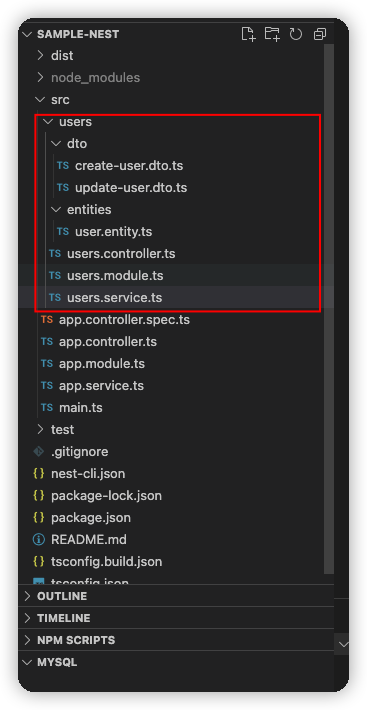 SAMPLE-NEST
dist
node_modules
src
users
dto
TS create-user.dto.ts
TS update-user.dto.ts
entities
TS user.entity.ts
TS users.controller.ts
TS users.module.ts
TS users.service.ts
TS app.controller.spec.ts
TS app.controller.ts
TS app.module.ts
TS app.service.ts
TS main.ts
test
.gitignore
{} nest-cli.json
{} package-lock.json
{} package.json
README.md
{} tsconfig.build.json
tsconfig.json
OUTLINE
TIMELINE
NPM SCRIPTS
MYSQL